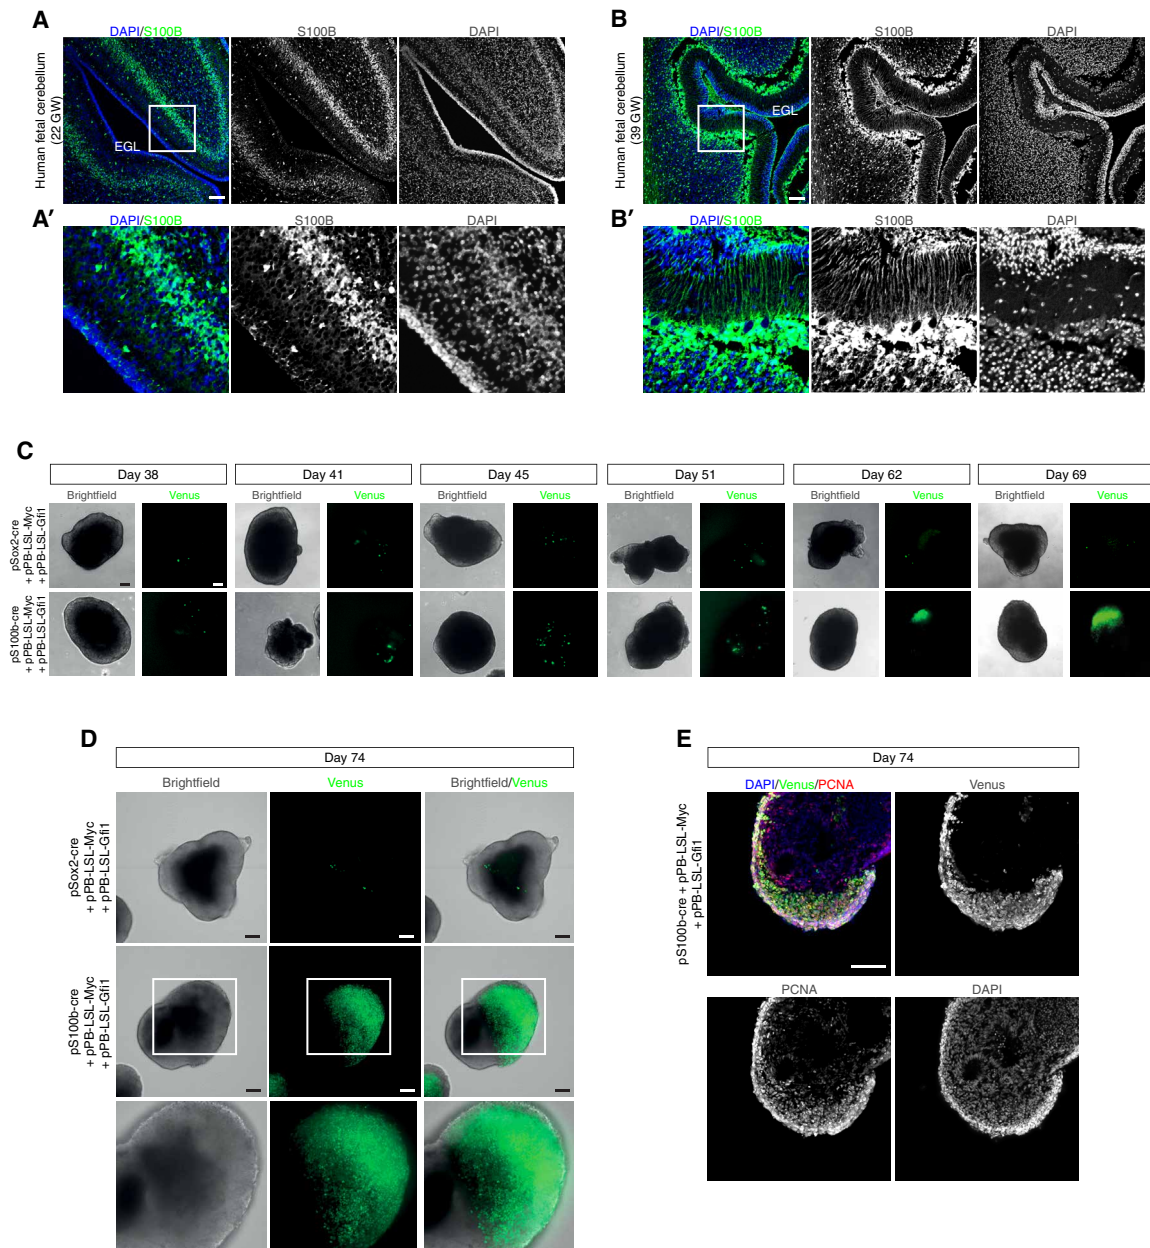 A
DAPI/S100B
S100B
DAPI
Human fetal cerebellum
(22 GW)
EGL
A′
DAPI/S100B
S100B
DAPI
B
DAPI/S100B
S100B
DAPI
Human fetal cerebellum
(39 GW)
EGL
B′
DAPI/S100B
S100B
DAPI
C
Day 38
Day 41
Day 45
Day 51
Day 62
Day 69
Brightfield
Venus
Brightfield
Venus
Brightfield
Venus
Brightfield
Venus
Brightfield
Venus
Brightfield
Venus
pSox2-cre
+ pPB-LSL-Myc
+ pPB-LSL-Gfi1
pS100b-cre
+ pPB-LSL-Myc
+ pPB-LSL-Gfi1
D
Day 74
Brightfield
Venus
Brightfield/Venus
pSox2-cre
+ pPB-LSL-Myc
+ pPB-LSL-Gfi1
pS100b-cre
+ pPB-LSL-Myc
+ pPB-LSL-Gfi1
E
Day 74
DAPI/Venus/PCNA
Venus
pS100b-cre + pPB-LSL-Myc
+ pPB-LSL-Gfi1
PCNA
DAPI